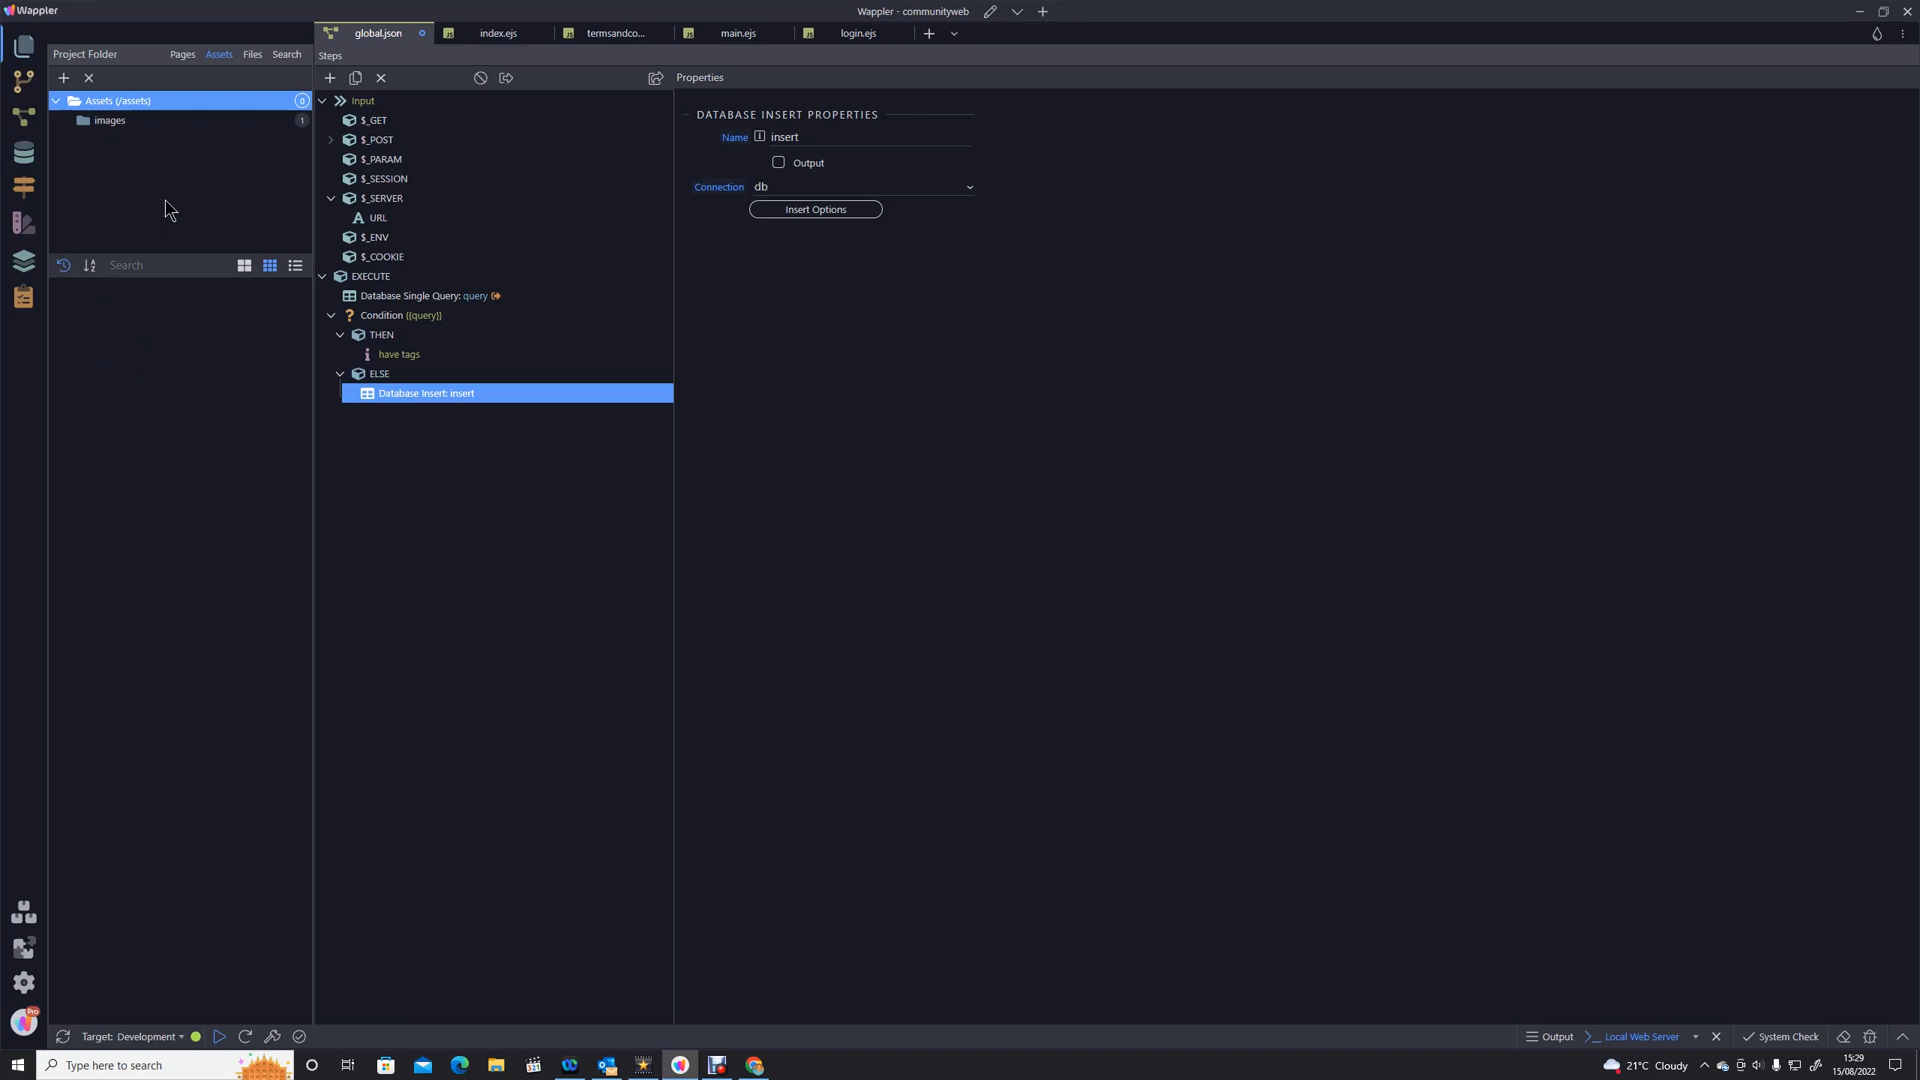 Wappler
Wappler - communityweb
global.json
index.ejs
termsandco...
main.ejs
login.ejs
Project Folder
Pages
Assets
Files
Search
Steps
Properties
Assets (/assets)
0
images
1
Search
Input
$_GET
$_POST
$_PARAM
$_SESSION
$_SERVER
URL
$_ENV
$_COOKIE
EXECUTE
Database Single Query: query
Condition {{query}}
THEN
have tags
ELSE
Database Insert: insert
DATABASE INSERT PROPERTIES
Name
insert
Output
Connection
db
Insert Options
Pro
Target: Development
Output
Local Web Server
System Check
Type here to search
21°C Cloudy
15:29
15/08/2022